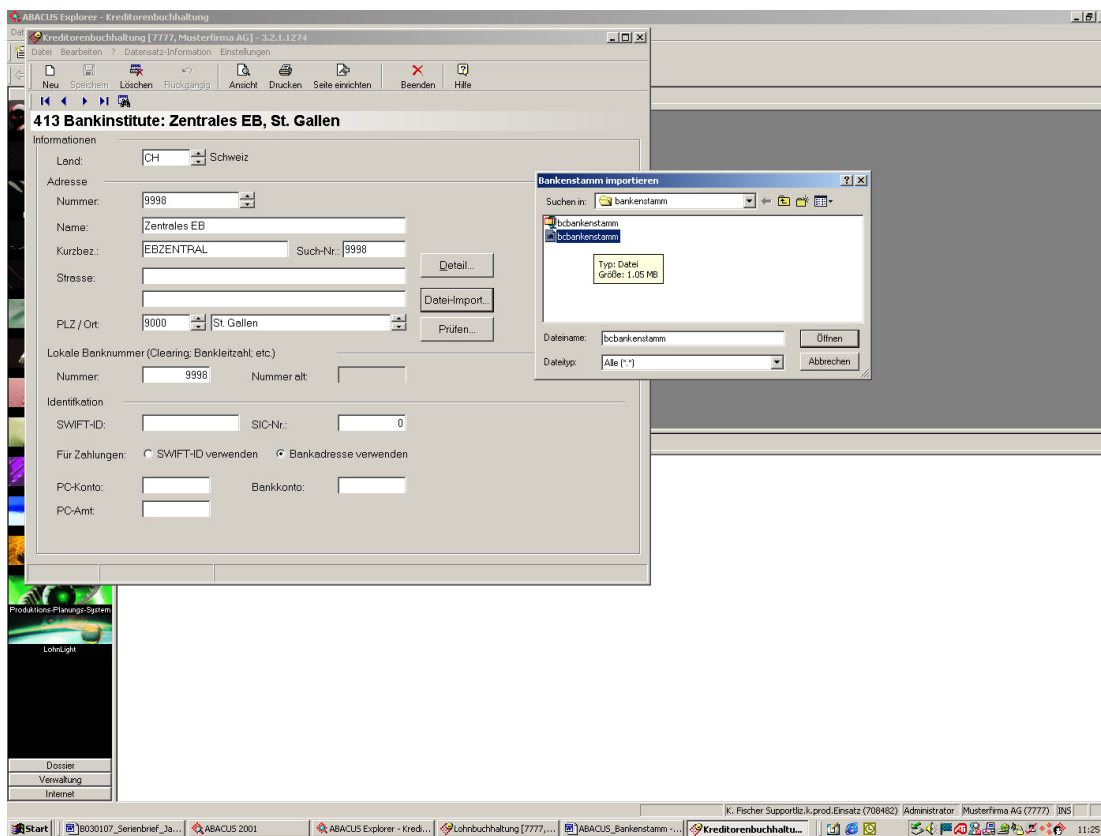 ABACUS Explorer - Kreditorenbuchhaltung
Dat
Kreditorenbuchhaltung [7777, Musterfirma AG] - 3.2.1.1274
Datei Bearbeiten ? Datensatz-Information Einstellungen
Neu Speichern Löschen Rückgängig Ansicht Drucken Seite einrichten Beenden Hilfe
413 Bankinstitute: Zentrales EB, St. Gallen
Informationen
Land: CH Schweiz
Adresse
Nummer: 9998
Name: Zentrales EB
Kurzbez.: EBZENTRAL Such-Nr.: 9998
Strasse:
Detail...
Datei-Import...
PLZ / Ort: 9000 St. Gallen
Prüfen...
Lokale Banknummer (Clearing; Bankleitzahl; etc.)
Nummer: 9998 Nummer alt:
Identifkation
SWIFT-ID: SIC-Nr.: 0
Für Zahlungen: SWIFT-ID verwenden Bankadresse verwenden
PC-Konto: Bankkonto:
PC-Amt:
Bankenstamm importieren
Suchen in: bankenstamm
bcbankenstamm
bcbankenstamm
Typ: Datei
Größe: 1.05 MB
Dateiname: bcbankenstamm Öffnen
Dateityp: Alle (*.*) Abbrechen
Produktions-Planungs-System
LohnLight
Dossier
Verwaltung
Internet
K. Fischer Supportliz.k.prod.Einsatz (708482) Administrator Musterfirma AG (7777) INS
Start B030107_Serienbrief_Ja... ABACUS 2001 ABACUS Explorer - Kredi... Lohnbuchhaltung [7777,... ABACUS_Bankenstamm -... Kreditorenbuchhaltu... 11:25